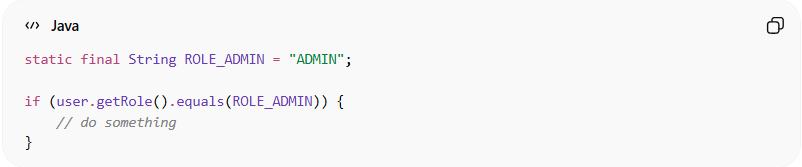 Java
static final String ROLE_ADMIN = "ADMIN";
if (user.getRole().equals(ROLE_ADMIN)) {
    // do something
}